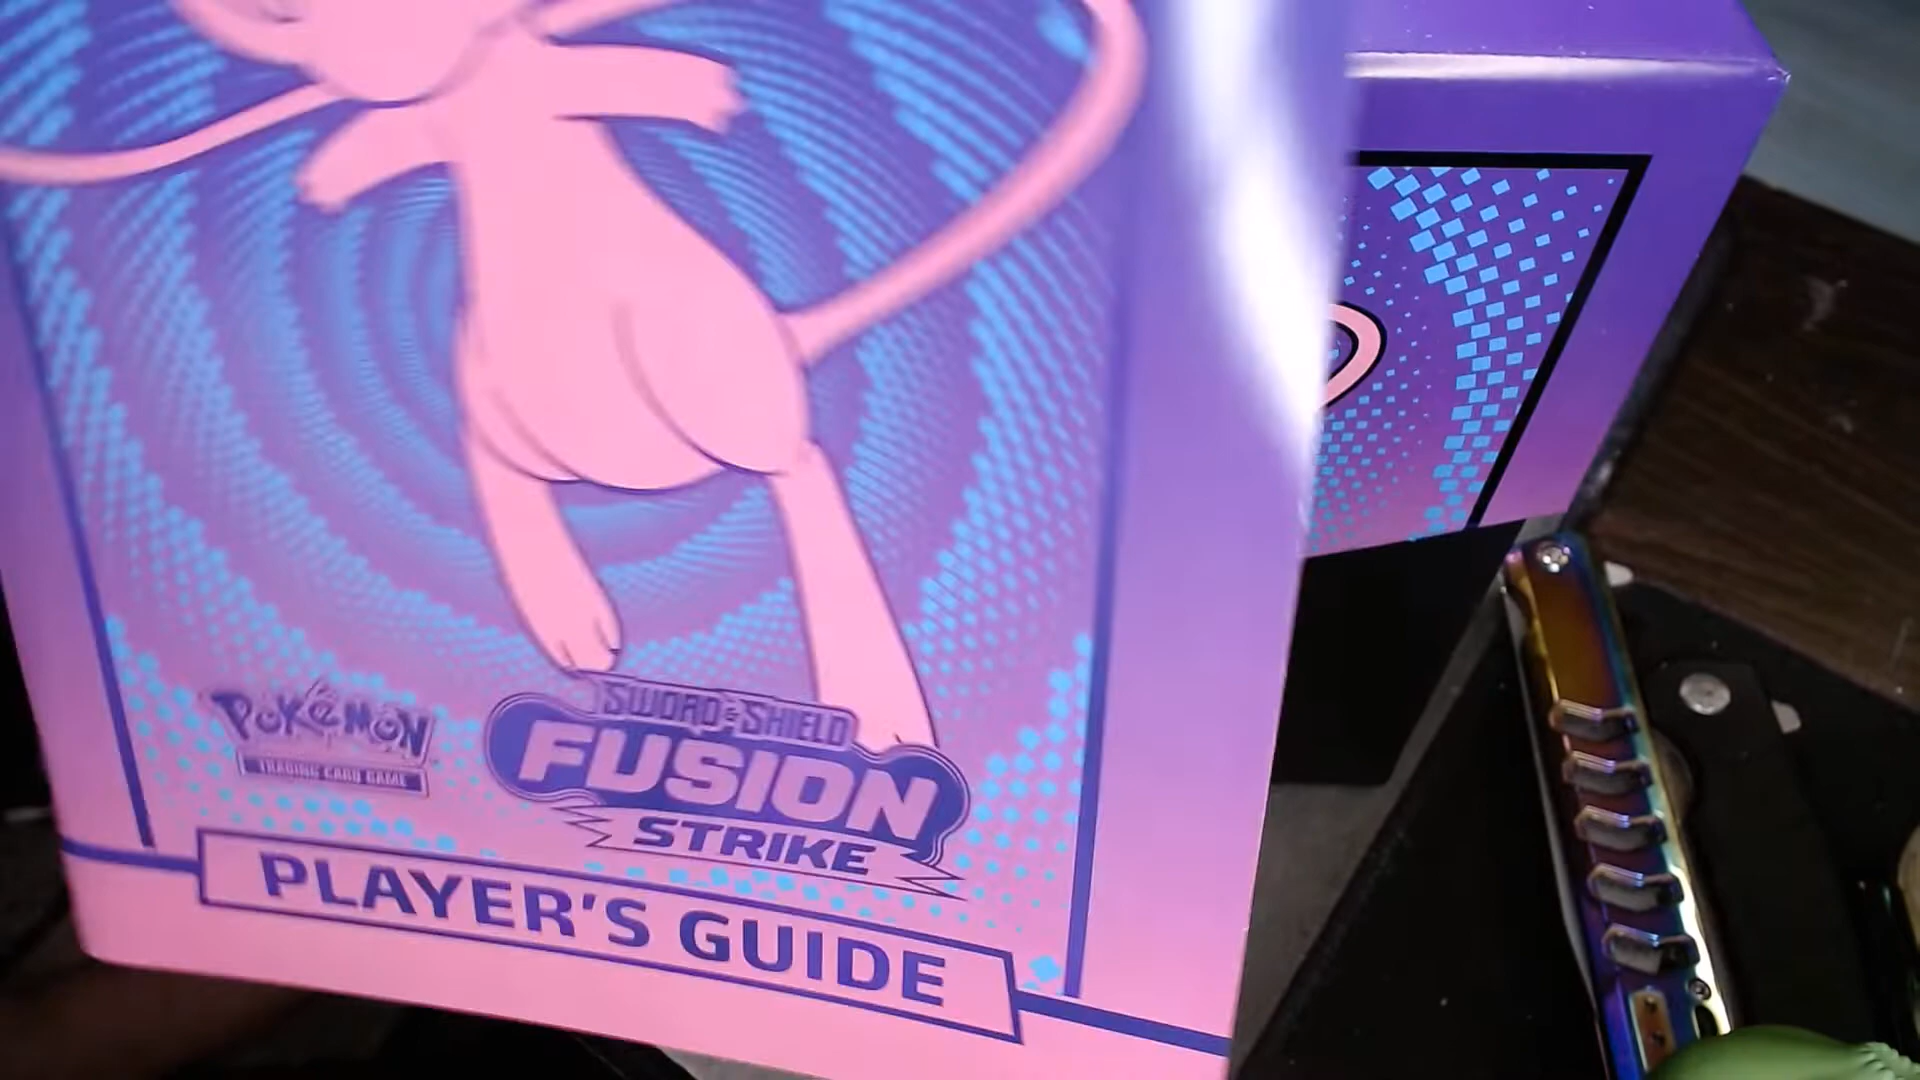 POKéMON
TRADING CARD GAME
SWORD & SHIELD
FUSION
STRIKE
PLAYER'S GUIDE